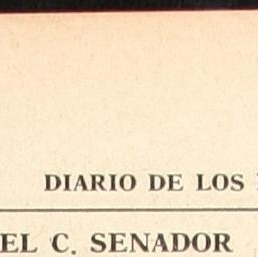 DIARIO DE LOS
EL C. SENADOR